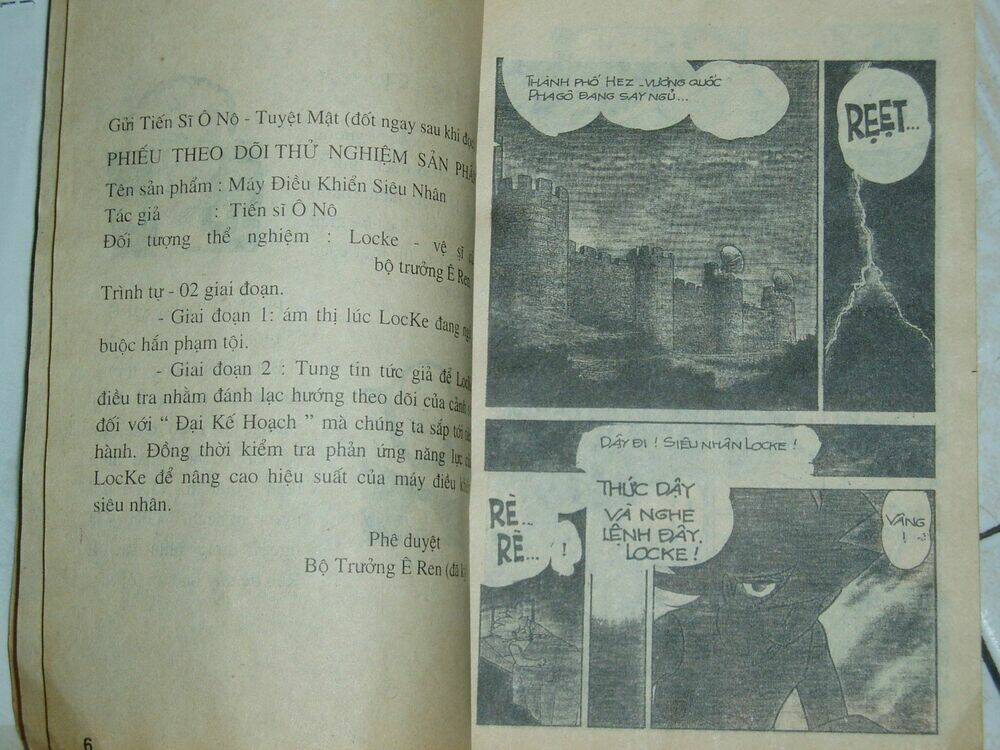 Gửi Tiến Sĩ Ô Nô - Tuyệt Mật (đốt ngay sau khi
PHIẾU THEO DÕI THỬ NGHIỆM SẢN
Tên sản phẩm : Máy Điều Khiển Siêu Nhân
Tác giả : Tiến sĩ Ô Nô
Đối tượng thể nghiệm : Locke - vệ sĩ
bộ trưởng Ê Ren
Trình tự - 02 giai đoạn.
- Giai đoạn 1: ám thị lúc LocKe đang
buộc hắn phạm tội.
- Giai đoạn 2 : Tung tin tức giả để
điều tra nhằm đánh lạc hướng theo dõi của
đối với “ Đại Kế Hoạch ” mà chúng ta sắp tới
hành. Đồng thời kiểm tra phản ứng năng lực
LocKe để nâng cao hiệu suất của máy điều
siêu nhân.
Phê duyệt
Bộ Trưởng Ê Ren (đã
6
THÀNH PHỐ HEZ - VƯƠNG QUỐC
PHAGÔ ĐANG SAY NGỦ...
RẸẸT...
DẬY ĐI ! SIÊU NHÂN LOCKE !
RÈ...
RÈ...
!
THỨC DẬY
VÀ NGHE
LỆNH ĐÂY,
LOCKE !
VÂNG
! ...